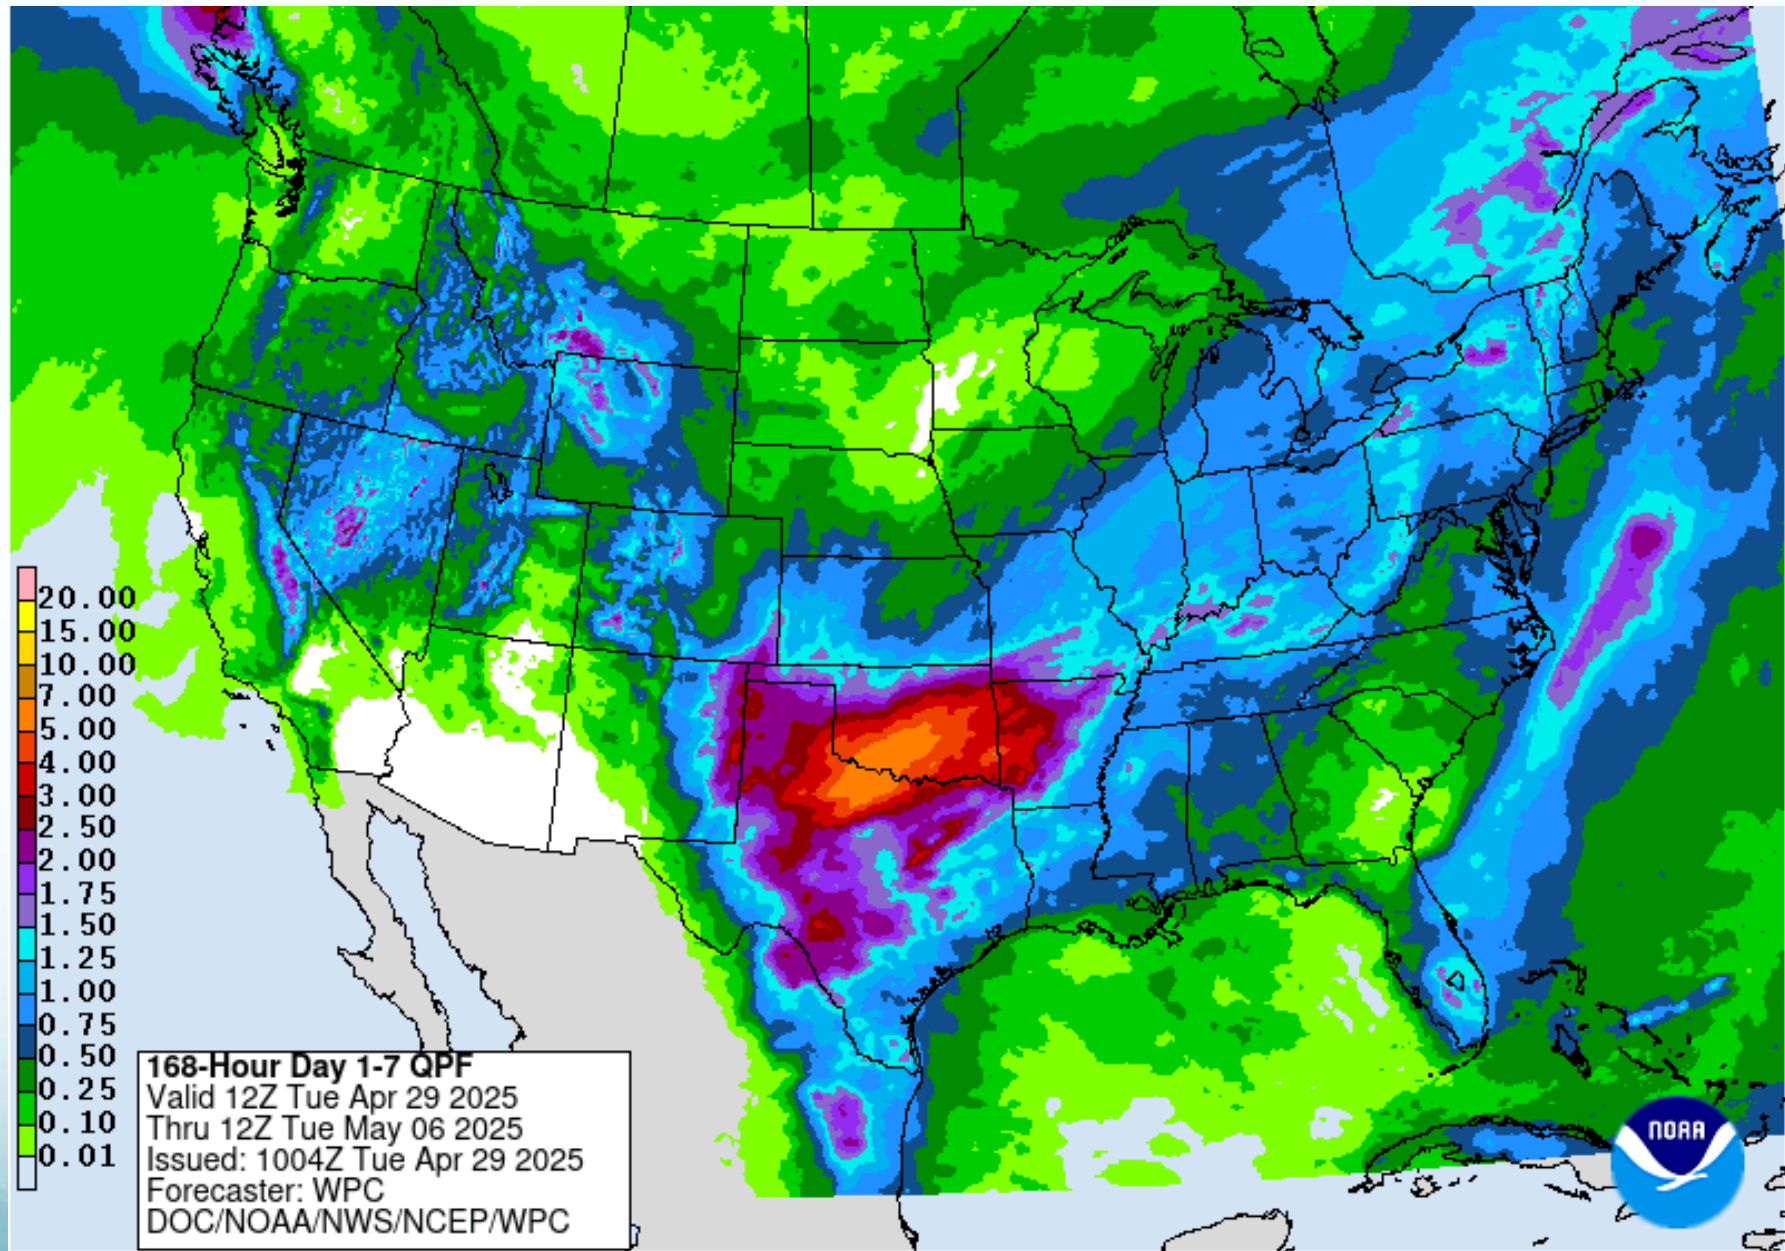 20.00
15.00
10.00
7.00
5.00
4.00
3.00
2.50
2.00
1.75
1.50
1.25
1.00
0.75
0.50
0.25
0.10
0.01
168-Hour Day 1-7 QPF
Valid 12Z Tue Apr 29 2025
Thru 12Z Tue May 06 2025
Issued: 1004Z Tue Apr 29 2025
Forecaster: WPC
DOC/NOAA/NWS/NCEP/WPC
NOAA